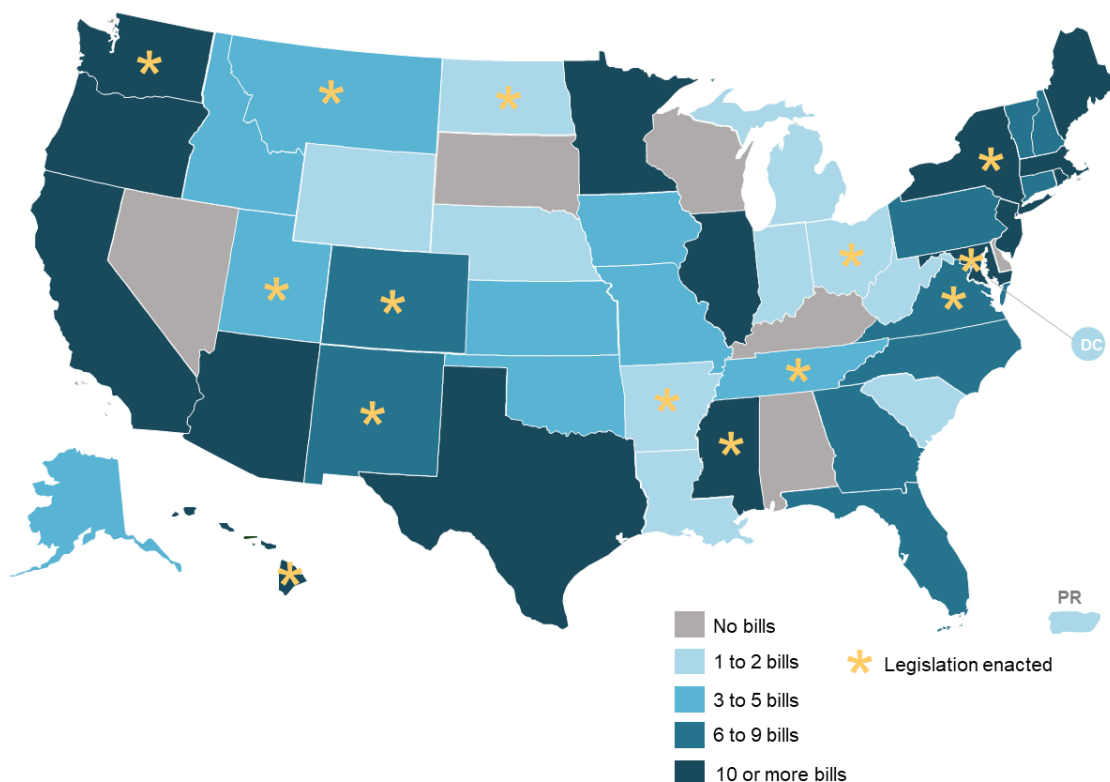 DC
PR
No bills
1 to 2 bills
Legislation enacted
3 to 5 bills
6 to 9 bills
10 or more bills